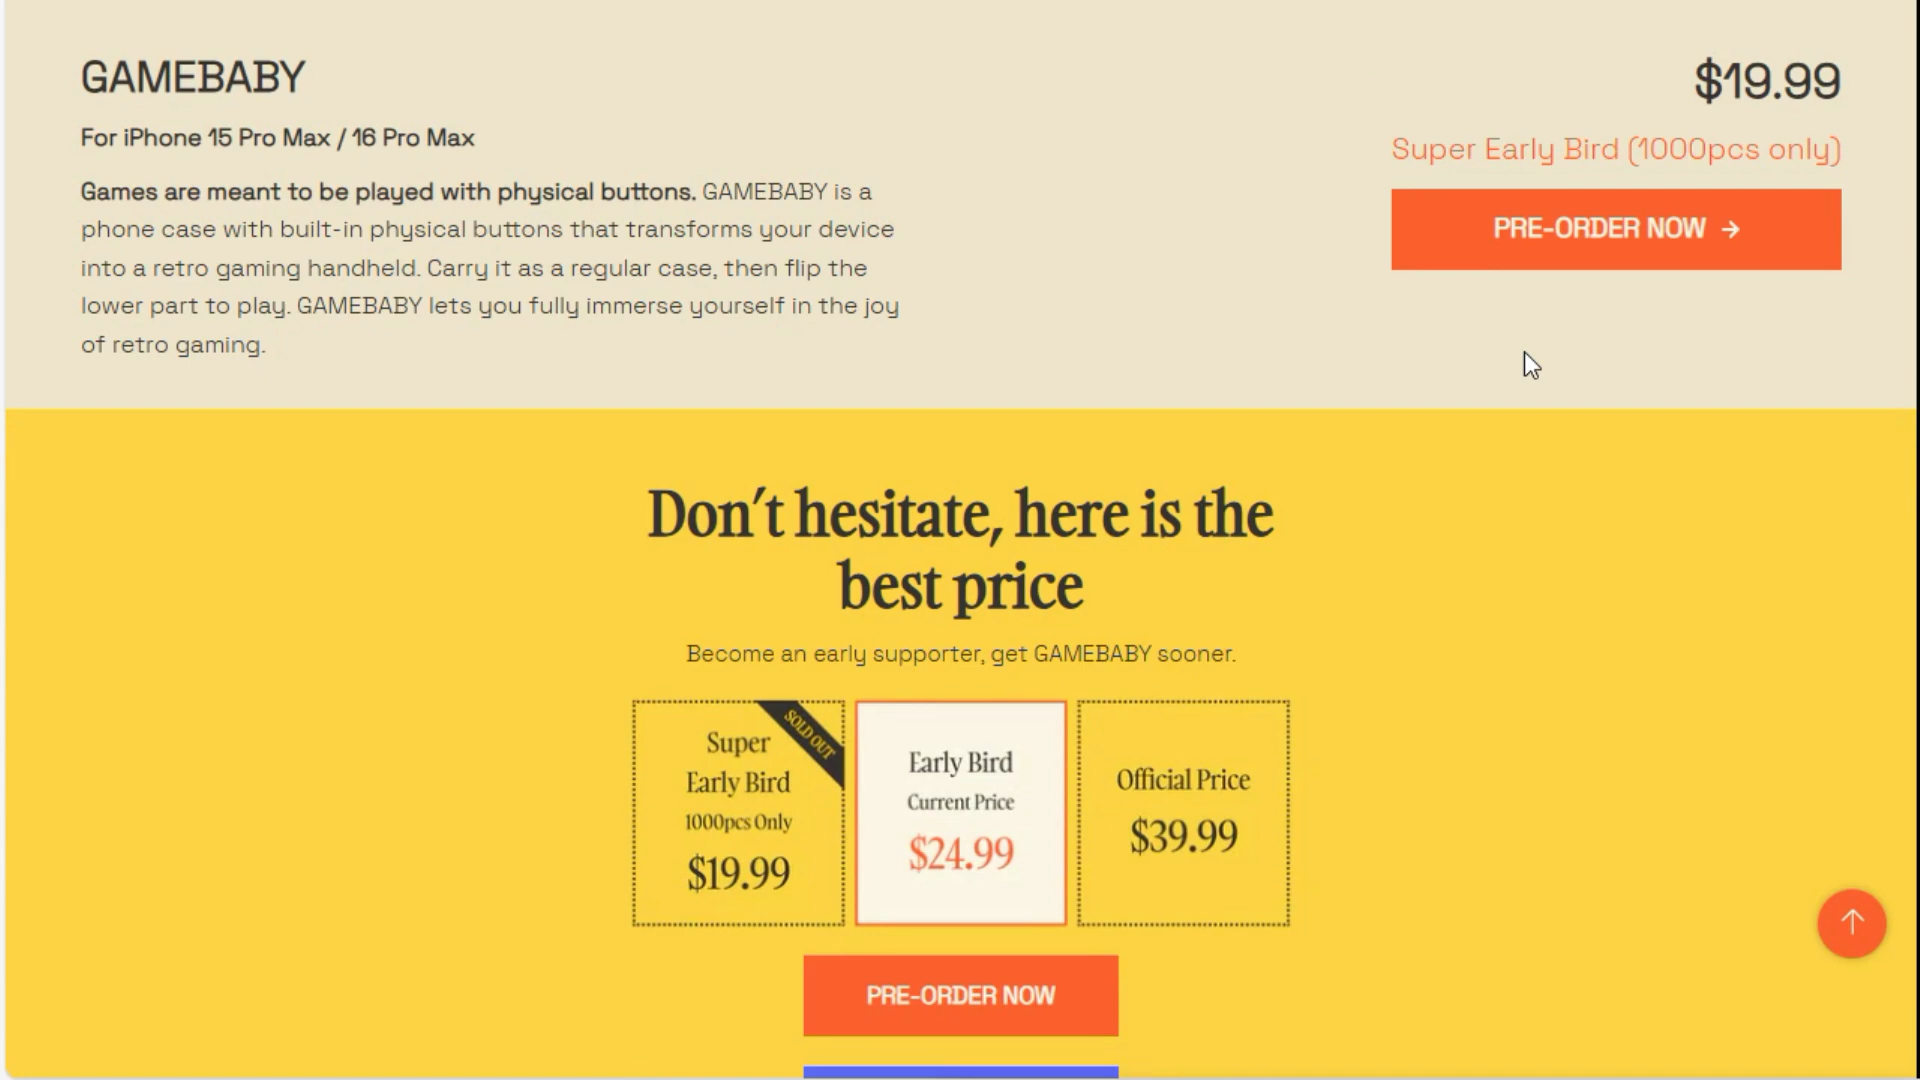 GAMEBABY
$19.99
For iPhone 15 Pro Max / 16 Pro Max
Super Early Bird (1000pcs only)
Games are meant to be played with physical buttons. GAMEBABY is a
phone case with built-in physical buttons that transforms your device
into a retro gaming handheld. Carry it as a regular case, then flip the
lower part to play. GAMEBABY lets you fully immerse yourself in the joy
of retro gaming.
PRE-ORDER NOW →
Don't hesitate, here is the
best price
Become an early supporter, get GAMEBABY sooner.
SOLD OUT
Super
Early Bird
1000pcs Only
$19.99
Early Bird
Current Price
$24.99
Official Price
$39.99
PRE-ORDER NOW